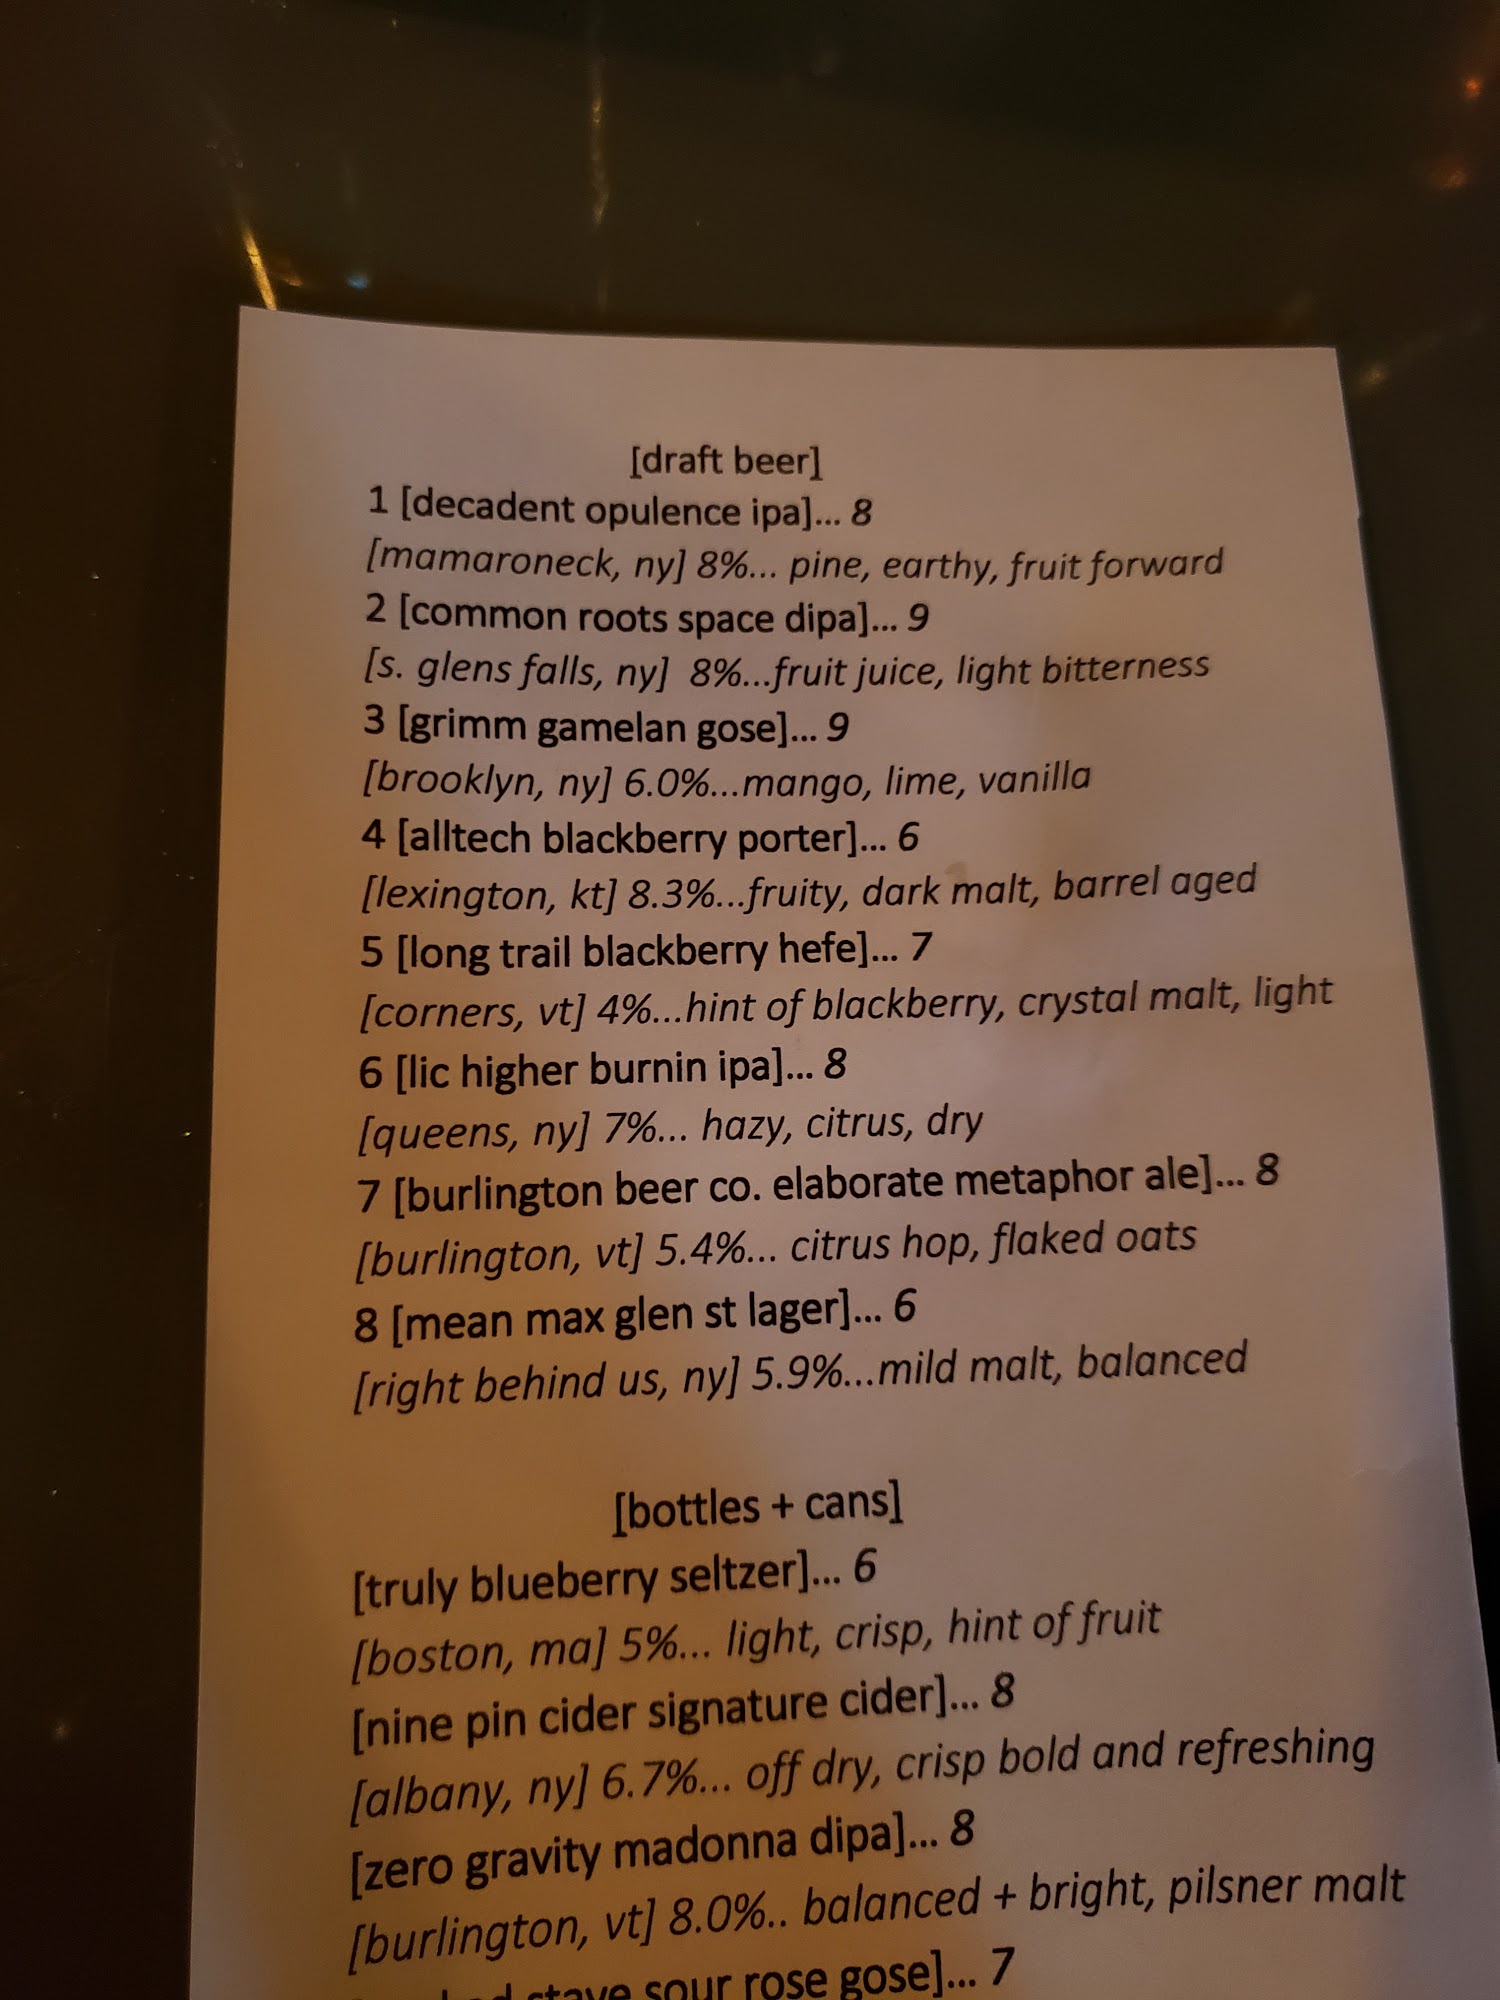 [draft beer]
1 [decadent opulence ipa]... 8
[mamaroneck, ny] 8%... pine, earthy, fruit forward
2 [common roots space dipa]... 9
[s. glens falls, ny] 8%...fruit juice, light bitterness
3 [grimm gamelan gose]... 9
[brooklyn, ny] 6.0%...mango, lime, vanilla
4 [alltech blackberry porter]... 6
[lexington, kt] 8.3%...fruity, dark malt, barrel aged
5 [long trail blackberry hefe]... 7
[corners, vt] 4%...hint of blackberry, crystal malt, light
6 [lic higher burnin ipa]... 8
[queens, ny] 7%... hazy, citrus, dry
7 [burlington beer co. elaborate metaphor ale]... 8
[burlington, vt] 5.4%... citrus hop, flaked oats
8 [mean max glen st lager]... 6
[right behind us, ny] 5.9%...mild malt, balanced
[bottles + cans]
[truly blueberry seltzer]... 6
[boston, ma] 5%... light, crisp, hint of fruit
[nine pin cider signature cider]... 8
[albany, ny] 6.7%... off dry, crisp bold and refreshing
[zero gravity madonna dipa]... 8
[burlington, vt] 8.0%.. balanced + bright, pilsner malt
stave sour rose gose]... 7